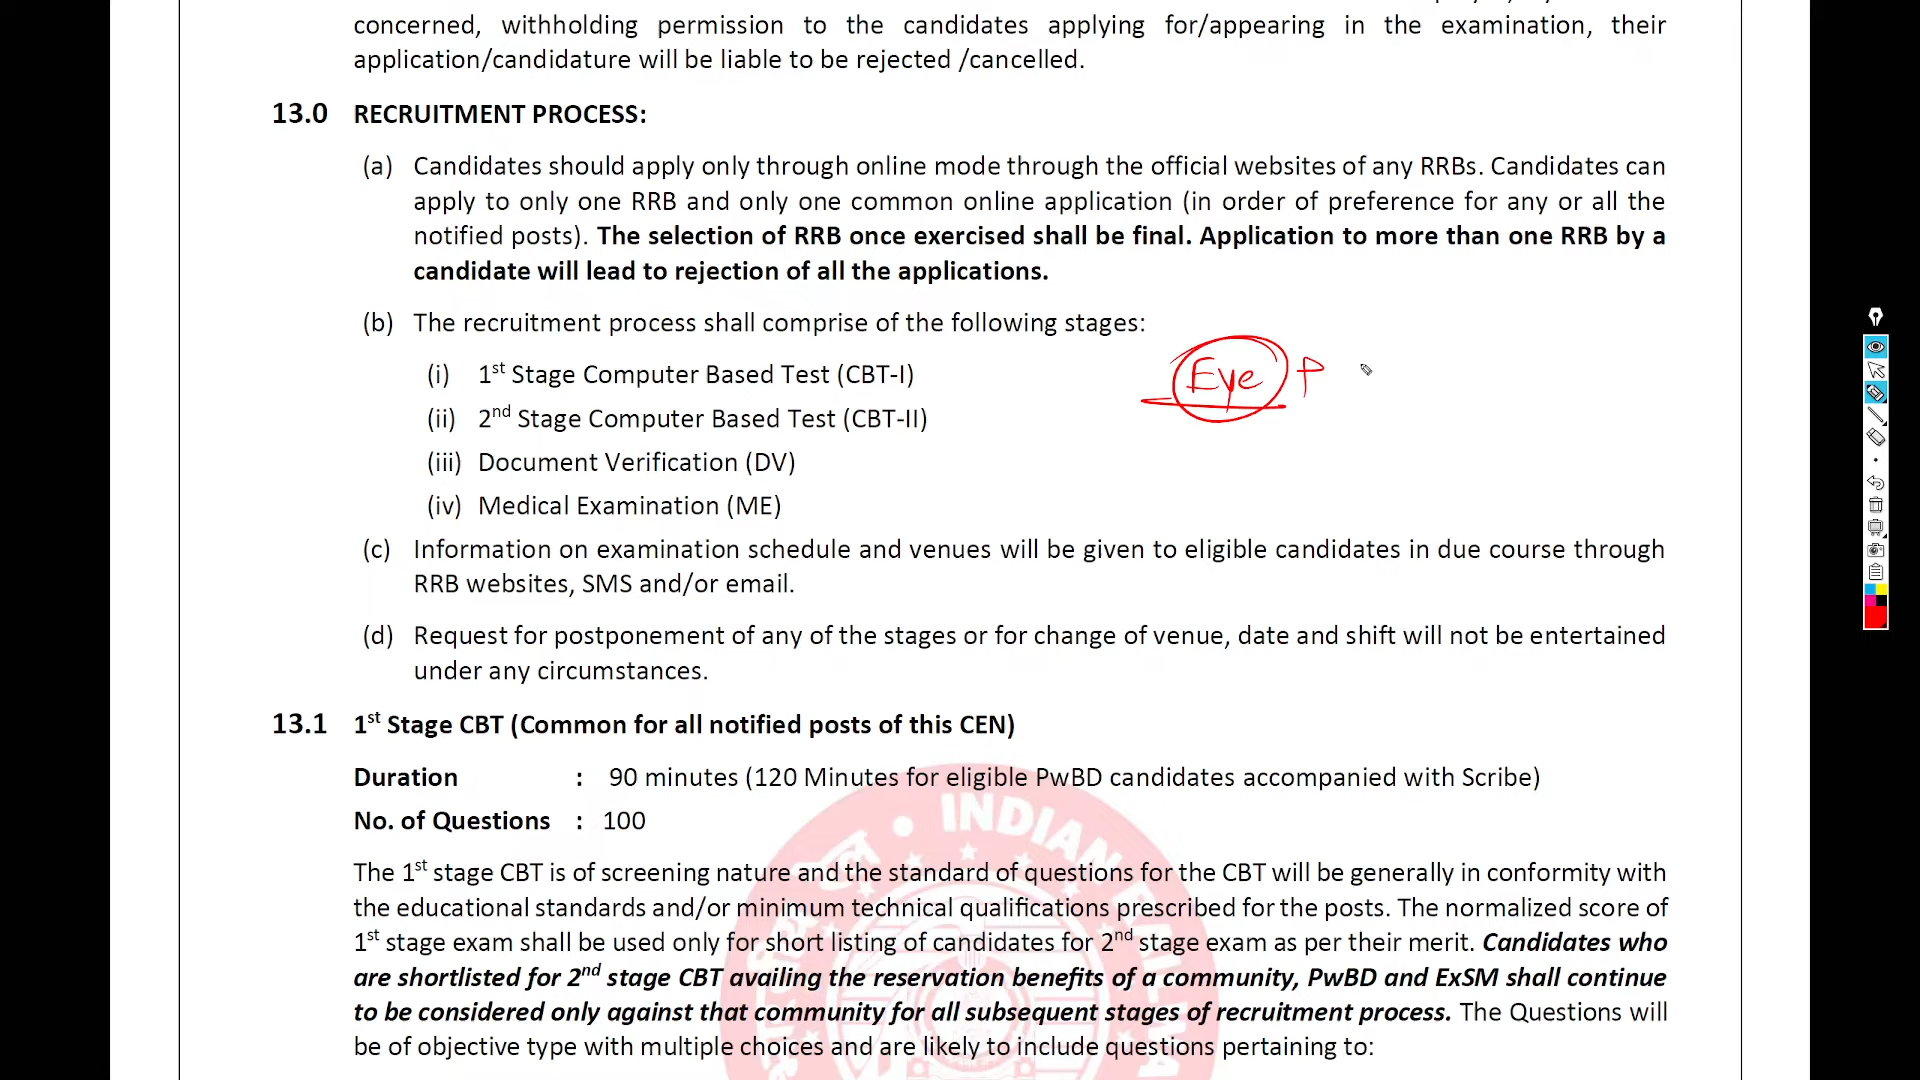 concerned, withholding permission to the candidates applying for/appearing in the examination, their
application/candidature will be liable to be rejected /cancelled.
13.0 RECRUITMENT PROCESS:
(a) Candidates should apply only through online mode through the official websites of any RRBs. Candidates can
apply to only one RRB and only one common online application (in order of preference for any or all the
notified posts). The selection of RRB once exercised shall be final. Application to more than one RRB by a
candidate will lead to rejection of all the applications.
(b) The recruitment process shall comprise of the following stages:
(i) 1st Stage Computer Based Test (CBT-I)
Eye P
(ii) 2nd Stage Computer Based Test (CBT-II)
(iii) Document Verification (DV)
(iv) Medical Examination (ME)
(c) Information on examination schedule and venues will be given to eligible candidates in due course through
RRB websites, SMS and/or email.
(d) Request for postponement of any of the stages or for change of venue, date and shift will not be entertained
under any circumstances.
13.1 1st Stage CBT (Common for all notified posts of this CEN)
Duration : 90 minutes (120 Minutes for eligible PwBD candidates accompanied with Scribe)
No. of Questions : 100
The 1st stage CBT is of screening nature and the standard of questions for the CBT will be generally in conformity with
the educational standards and/or minimum technical qualifications prescribed for the posts. The normalized score of
1st stage exam shall be used only for short listing of candidates for 2nd stage exam as per their merit. Candidates who
are shortlisted for 2nd stage CBT availing the reservation benefits of a community, PwBD and ExSM shall continue
to be considered only against that community for all subsequent stages of recruitment process. The Questions will
be of objective type with multiple choices and are likely to include questions pertaining to:
INDIAN